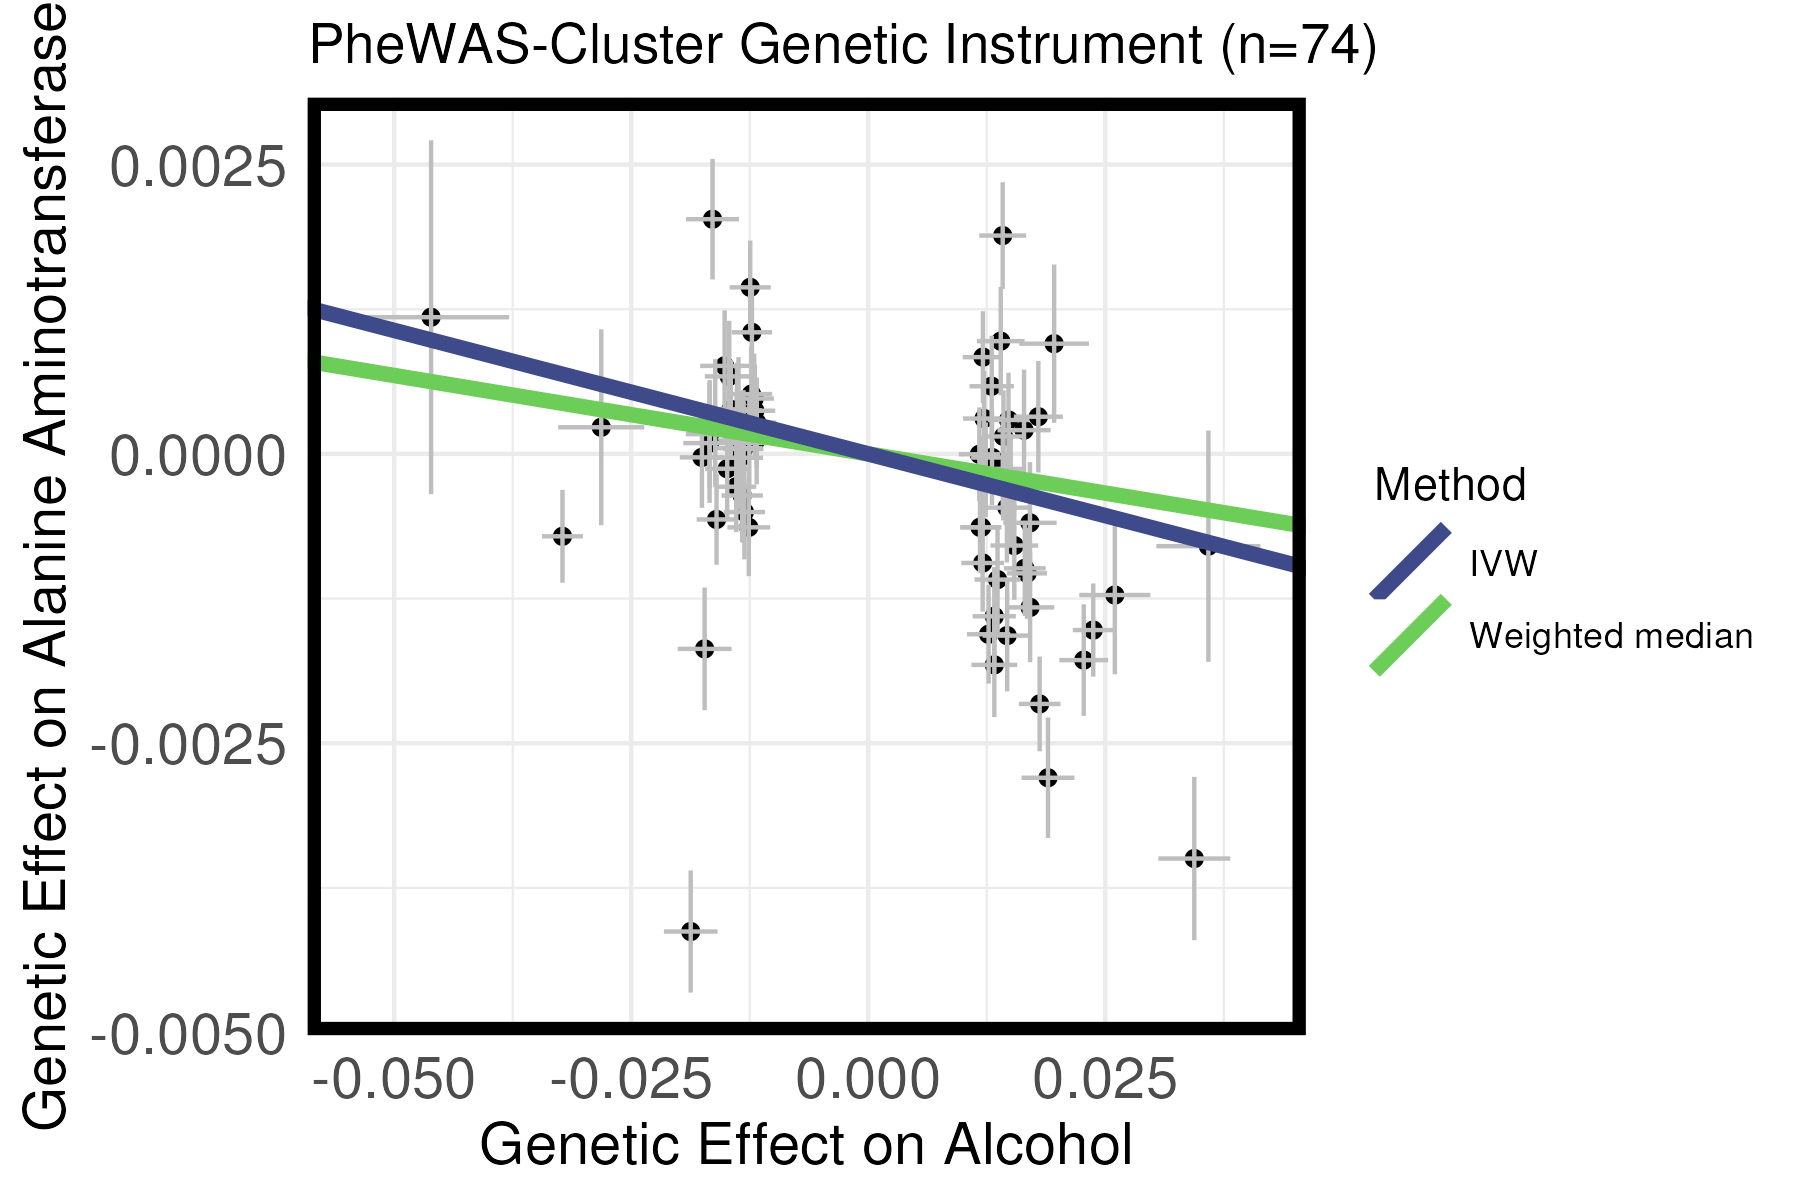 PheWAS-Cluster Genetic Instrument (n=74)
Genetic Effect on Alanine Aminotransferase
0.0025
0.0000
-0.0025
-0.0050
-0.050
-0.025
0.000
0.025
Genetic Effect on Alcohol
Method
IVW
Weighted median